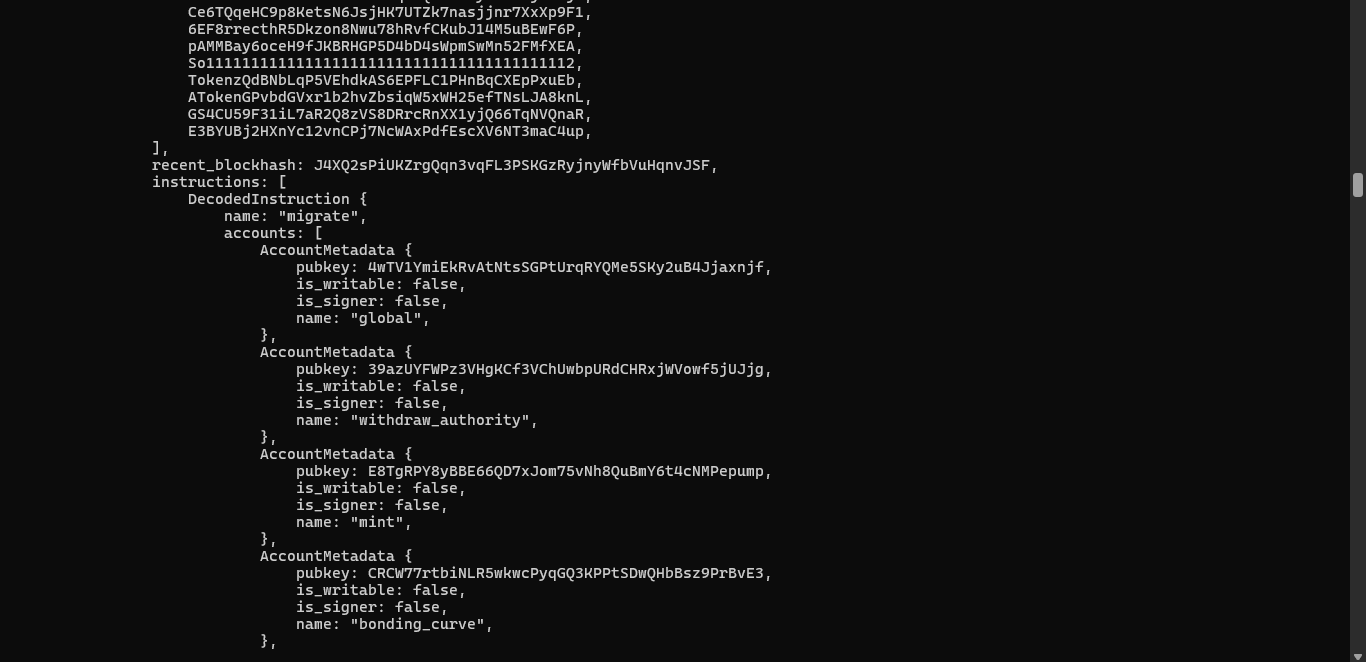 Ce6TQqeHC9p8KetsN6JsjHK7UTZk7nasjjnr7XxXp9F1,
6EF8rrecthR5Dkzon8Nwu78hRvfCKubJ14M5uBEwF6P,
pAMMBay6oceH9fJKBRHGP5D4bD4sWpmSwMn52FMfXEA,
So11111111111111111111111111111111111111112,
TokenzQdBNbLqP5VEhdkAS6EPFLC1PHnBqCXEpPxuEb,
ATokenGPvbdGVxr1b2hvZbsiqW5xWH25efTNsLJA8knL,
GS4CU59F31iL7aR2Q8zVS8DRrcRnXX1yjQ66TqNVQnaR,
E3BYUBj2HXnYc12vnCPj7NcWAxPdfEscXV6NT3maC4up,
],
recent_blockhash: J4XQ2sPiUKZrgQqn3vqFL3PSKGzRyjnyWfbVuHqnvJSF,
instructions: [
DecodedInstruction {
name: "migrate",
accounts: [
AccountMetadata {
pubkey: 4wTV1YmiEkRvAtNtsSGPtUrqRYQMe5SKy2uB4Jjaxnjf,
is_writable: false,
is_signer: false,
name: "global",
},
AccountMetadata {
pubkey: 39azUYFWPz3VHgKCf3VChUwbpURdCHRxjWVowf5jUJjg,
is_writable: false,
is_signer: false,
name: "withdraw_authority",
},
AccountMetadata {
pubkey: E8TgRPY8yBBE66QD7xJom75vNh8QuBmY6t4cNMPepump,
is_writable: false,
is_signer: false,
name: "mint",
},
AccountMetadata {
pubkey: CRCW77rtbiNLR5wkwcPyqGQ3KPPtSDwQHbBsz9PrBvE3,
is_writable: false,
is_signer: false,
name: "bonding_curve",
},